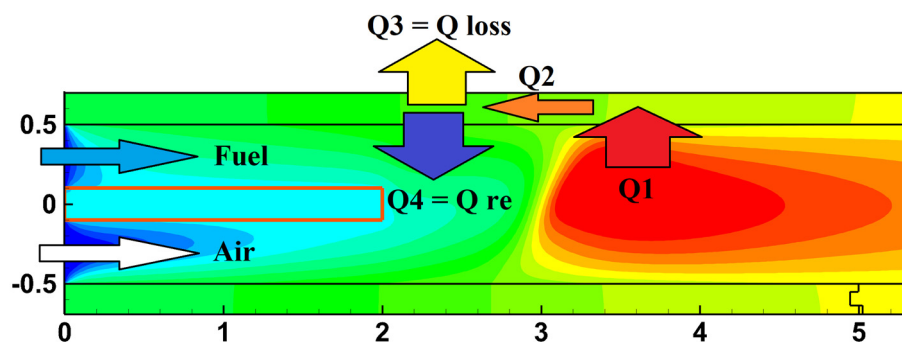 Q3 = Q loss
Q2
0.5
Fuel
Q1
Q4 = Q re
0
Air
-0.5
0 1 2 3 4 5